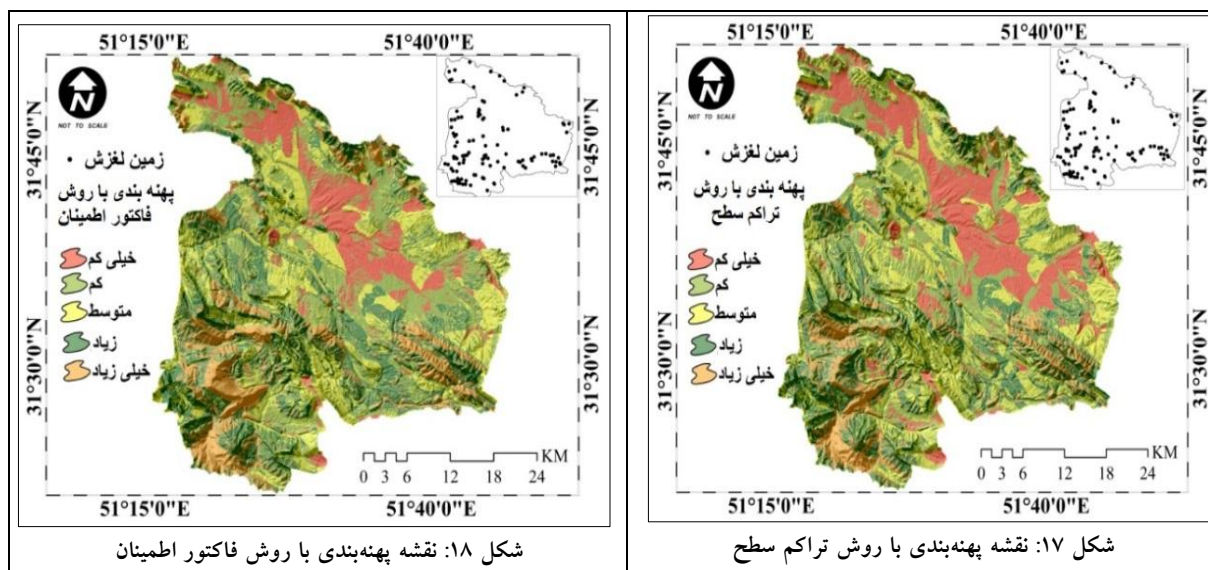 51°15'0"E
51°40'0"E
N
NOT TO SCALE
31°45'0"N
31°45'0"N
زمین لغزش
پهنه بندی با روش
تراکم سطح
خیلی کم
کم
متوسط
زیاد
خیلی زیاد
31°30'0"N
31°30'0"N
KM
0 3 6 12 18 24
51°15'0"E
51°40'0"E
شکل ۱۷: نقشه پهنه‌بندی با روش تراکم سطح
51°15'0"E
51°40'0"E
N
NOT TO SCALE
31°45'0"N
31°45'0"N
زمین لغزش
پهنه بندی با روش
فاکتور اطمینان
خیلی کم
کم
متوسط
زیاد
خیلی زیاد
31°30'0"N
31°30'0"N
KM
0 3 6 12 18 24
51°15'0"E
51°40'0"E
شکل ۱۸: نقشه پهنه‌بندی با روش فاکتور اطمینان